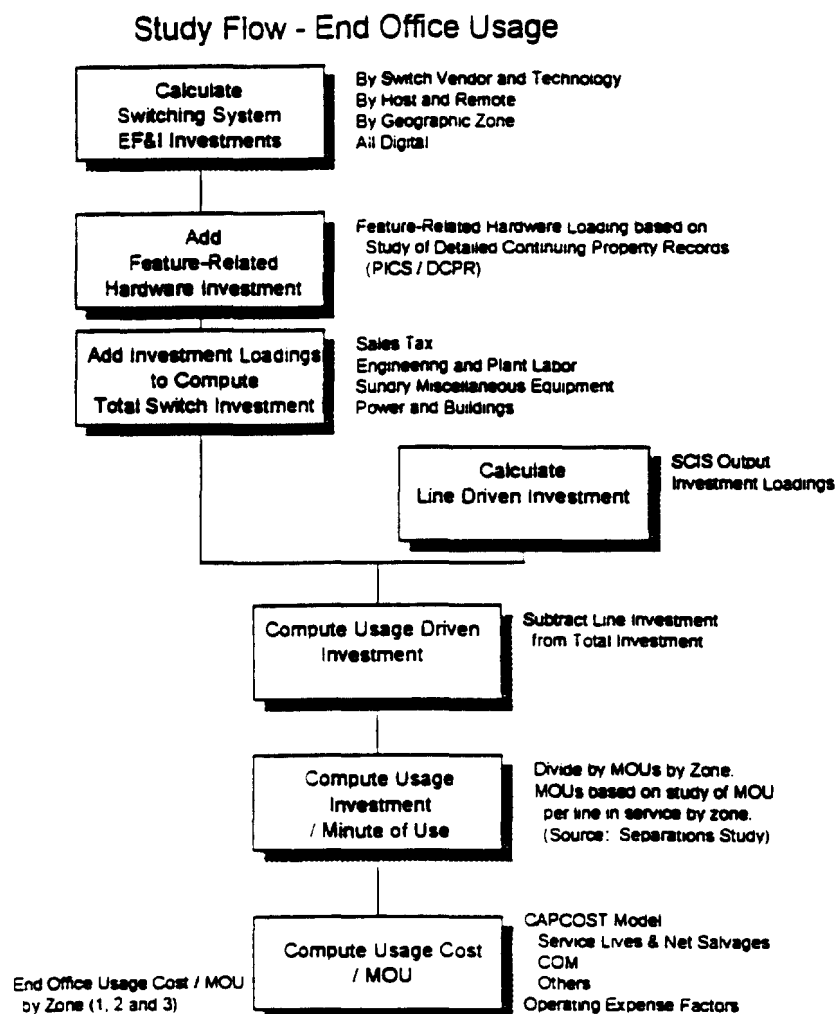 Study Flow - End Office Usage
Calculate
Switching System
EF&I Investments
By Switch Vendor and Technology
By Host and Remote
By Geographic Zone
All Digital
Add
Feature-Related
Hardware Investment
Feature-Related Hardware Loading based on
Study of Detailed Continuing Property Records
(PICS / DCPR)
Add Investment Loadings
to Compute
Total Switch Investment
Sales Tax
Engineering and Plant Labor
Sundry Miscellaneous Equipment
Power and Buildings
Calculate
Line Driven Investment
SCIS Output
Investment Loadings
Compute Usage Driven
Investment
Subtract Line Investment
from Total Investment
Compute Usage
Investment
/ Minute of Use
Divide by MOUs by Zone.
MOUs based on study of MOU
per line in service by zone.
(Source: Separations Study)
Compute Usage Cost
/ MOU
CAPCOST Model
Service Lives & Net Salvages
COM
Others
Operating Expense Factors
End Office Usage Cost / MOU
by Zone (1, 2 and 3)